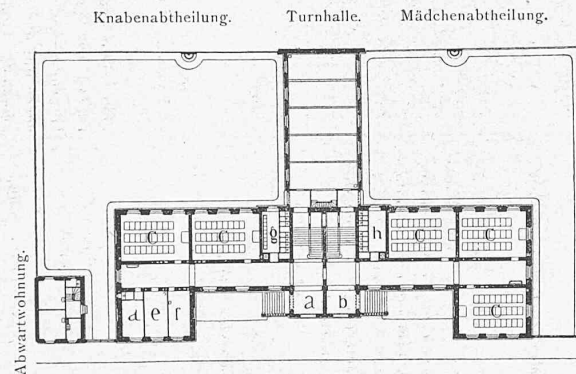 Knabenabtheilung. Turnhalle. Mädchenabtheilung.
g h
C C C C
a b
d e f
C
Abwartwohnung.